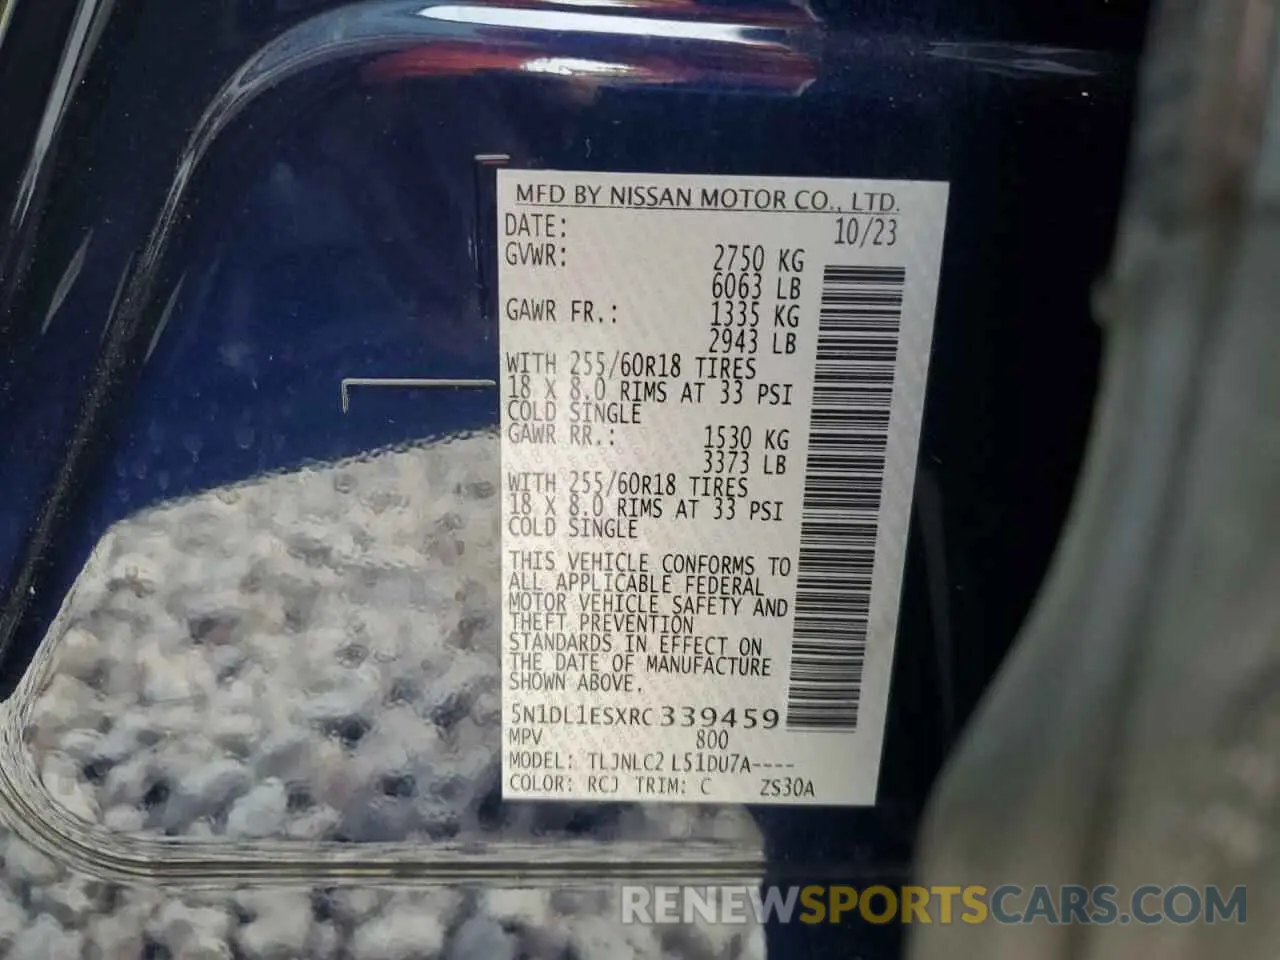 MFD BY NISSAN MOTOR CO., LTD.
DATE: 10/23
GVWR: 2750 KG
6063 LB
GAWR FR.: 1335 KG
2943 LB
WITH 255/60R18 TIRES
18 X 8.0 RIMS AT 33 PSI
COLD SINGLE
GAWR RR.: 1530 KG
3373 LB
WITH 255/60R18 TIRES
18 X 8.0 RIMS AT 33 PSI
COLD SINGLE
THIS VEHICLE CONFORMS TO
ALL APPLICABLE FEDERAL
MOTOR VEHICLE SAFETY AND
THEFT PREVENTION
STANDARDS IN EFFECT ON
THE DATE OF MANUFACTURE
SHOWN ABOVE.
5N1DL1ESXRC339459
MPV 800
MODEL: TLJNLC2 L51DU7A----
COLOR: RCJ TRIM: C ZS30A
RENEWSPORTSCARS.COM